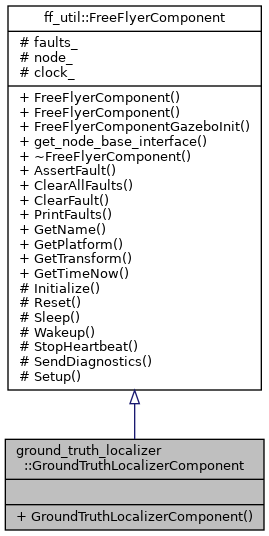 ff_util::FreeFlyerComponent
# faults_
# node_
# clock_
+ FreeFlyerComponent()
+ FreeFlyerComponent()
+ FreeFlyerComponentGazeboInit()
+ get_node_base_interface()
+ ~FreeFlyerComponent()
+ AssertFault()
+ ClearAllFaults()
+ ClearFault()
+ PrintFaults()
+ GetName()
+ GetPlatform()
+ GetTransform()
+ GetTimeNow()
# Initialize()
# Reset()
# Sleep()
# Wakeup()
# StopHeartbeat()
# SendDiagnostics()
# Setup()
ground_truth_localizer
::GroundTruthLocalizerComponent
+ GroundTruthLocalizerComponent()